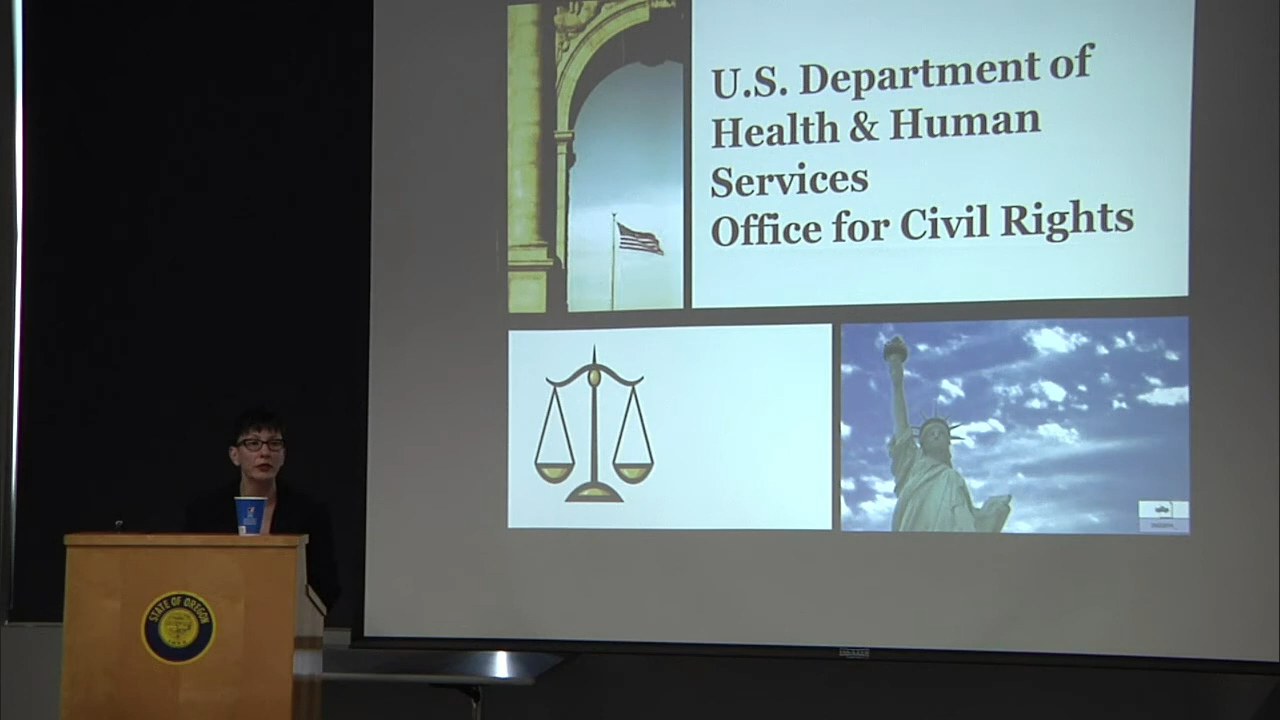 U.S. Department of
Health & Human
Services
Office for Civil Rights
STATE OF OREGON